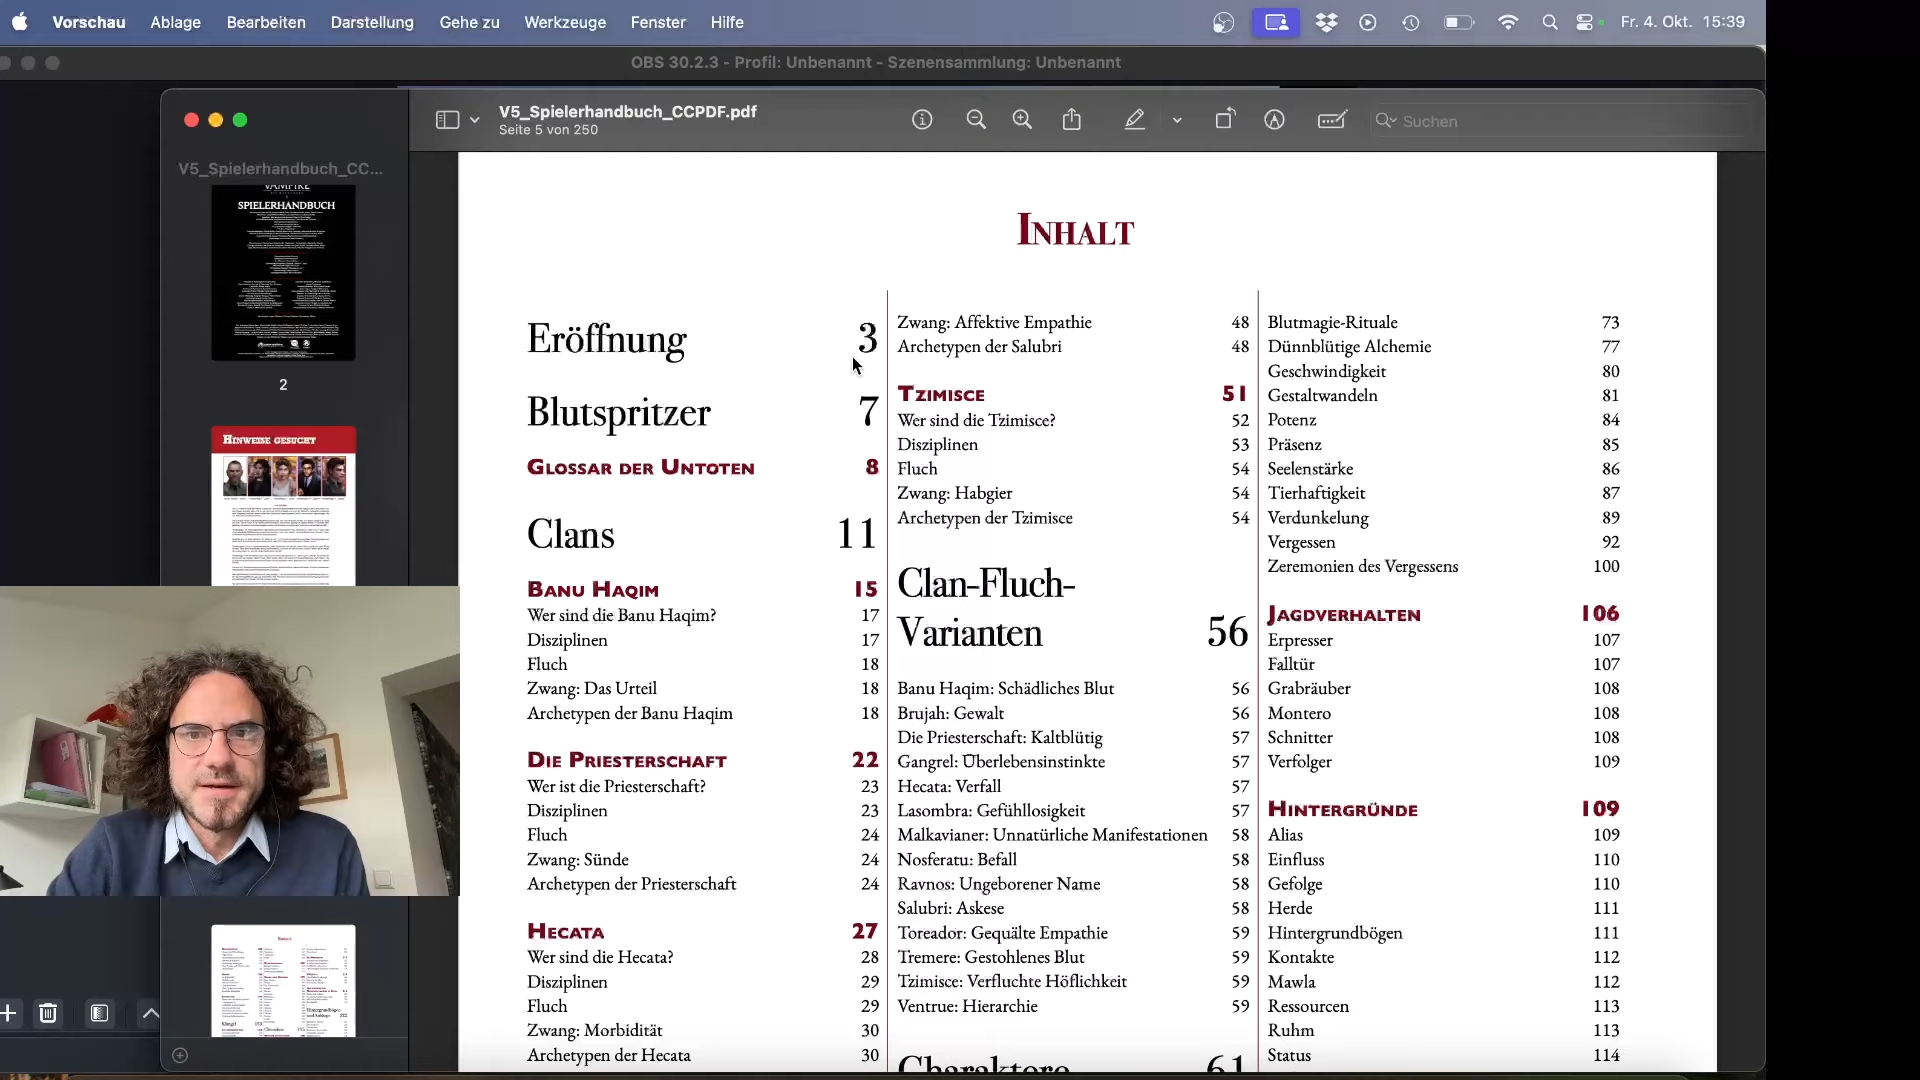 Vorschau Ablage Bearbeiten Darstellung Gehe zu Werkzeuge Fenster Hilfe Fr. 4. Okt. 15:39
OBS 30.2.3 - Profil: Unbenannt - Szenensammlung: Unbenannt
V5_Spielerhandbuch_CCPDF.pdf
Seite 5 von 250
Suchen
V5_Spielerhandbuch_CC...
VAMPIRE
SPIELERHANDBUCH
2
Hinweise gesucht
Inhalt
Eröffnung 3
Blutspritzer 7
Glossar der Untoten 8
Clans 11
Banu Haqim 15
Wer sind die Banu Haqim? 17
Disziplinen 17
Fluch 18
Zwang: Das Urteil 18
Archetypen der Banu Haqim 18
Die Priesterschaft 22
Wer ist die Priesterschaft? 23
Disziplinen 23
Fluch 24
Zwang: Sünde 24
Archetypen der Priesterschaft 24
Hecata 27
Wer sind die Hecata? 28
Disziplinen 29
Fluch 29
Zwang: Morbidität 30
Archetypen der Hecata 30
Zwang: Affektive Empathie 48
Archetypen der Salubri 48
Tzimisce 51
Wer sind die Tzimisce? 52
Disziplinen 53
Fluch 54
Zwang: Habgier 54
Archetypen der Tzimisce 54
Clan-Fluch-
Varianten 56
Banu Haqim: Schädliches Blut 56
Brujah: Gewalt 56
Die Priesterschaft: Kaltblütig 57
Gangrel: Überlebensinstinkte 57
Hecata: Verfall 57
Lasombra: Gefühllosigkeit 57
Malkavianer: Unnatürliche Manifestationen 58
Nosferatu: Befall 58
Ravnos: Ungeborener Name 58
Salubri: Askese 58
Toreador: Gequälte Empathie 59
Tremere: Gestohlenes Blut 59
Tzimisce: Verfluchte Höflichkeit 59
Ventrue: Hierarchie 59
Charaktere 61
Blutmagie-Rituale 73
Dünnblütige Alchemie 77
Geschwindigkeit 80
Gestaltwandeln 81
Potenz 84
Präsenz 85
Seelenstärke 86
Tierhaftigkeit 87
Verdunkelung 89
Vergessen 92
Zeremonien des Vergessens 100
Jagdverhalten 106
Erpresser 107
Falltür 107
Grabräuber 108
Montero 108
Schnitter 108
Verfolger 109
Hintergründe 109
Alias 109
Einfluss 110
Gefolge 110
Herde 111
Hintergrundbögen 111
Kontakte 112
Mawla 112
Ressourcen 113
Ruhm 113
Status 114